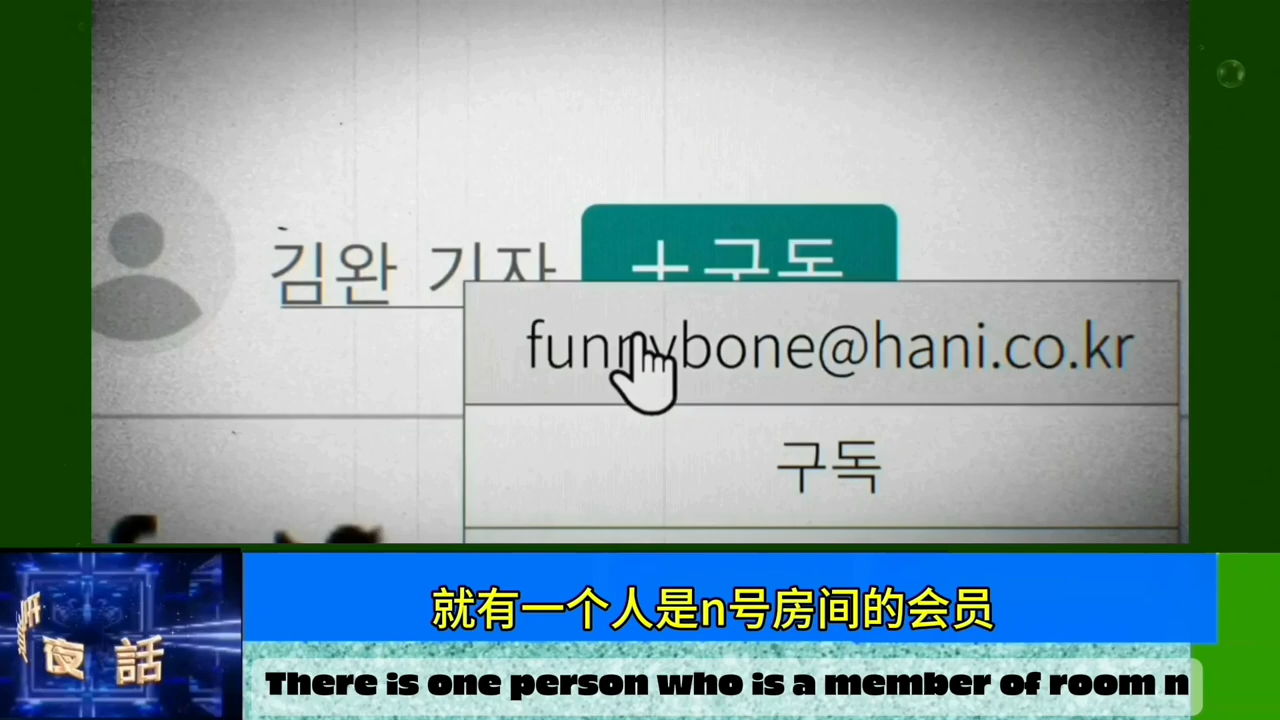 김완 기자
+구독
funnybone@hani.co.kr
구독
夜話
就有一个人是n号房间的会员
There is one person who is a member of room n